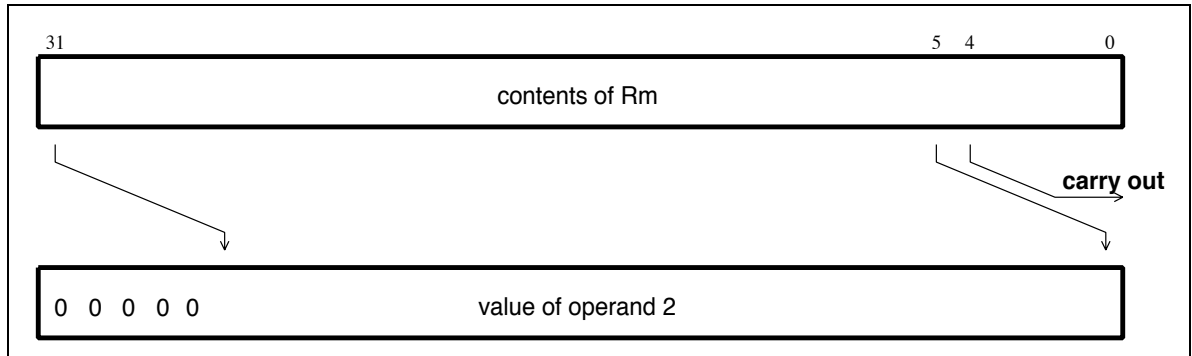 31 5 4 0
contents of Rm
carry out
0 0 0 0 0 value of operand 2